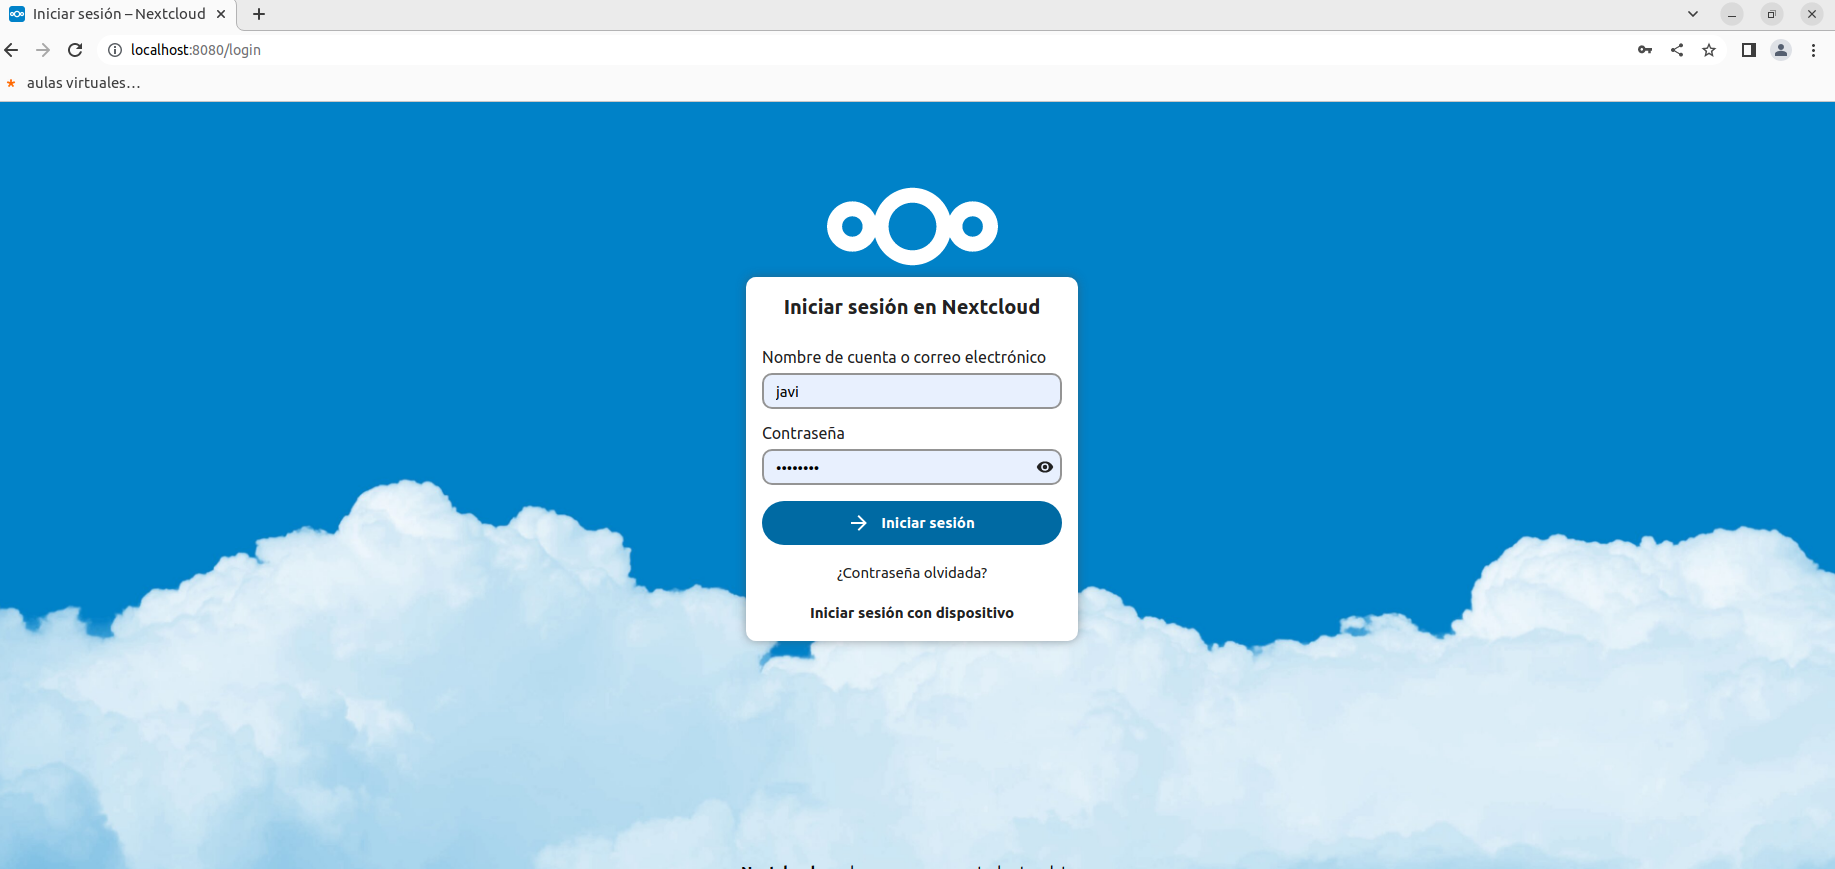 Iniciar sesión – Nextcloud
localhost:8080/login
aulas virtuales...
Iniciar sesión en Nextcloud
Nombre de cuenta o correo electrónico
javi
Contraseña
••••••••
Iniciar sesión
¿Contraseña olvidada?
Iniciar sesión con dispositivo